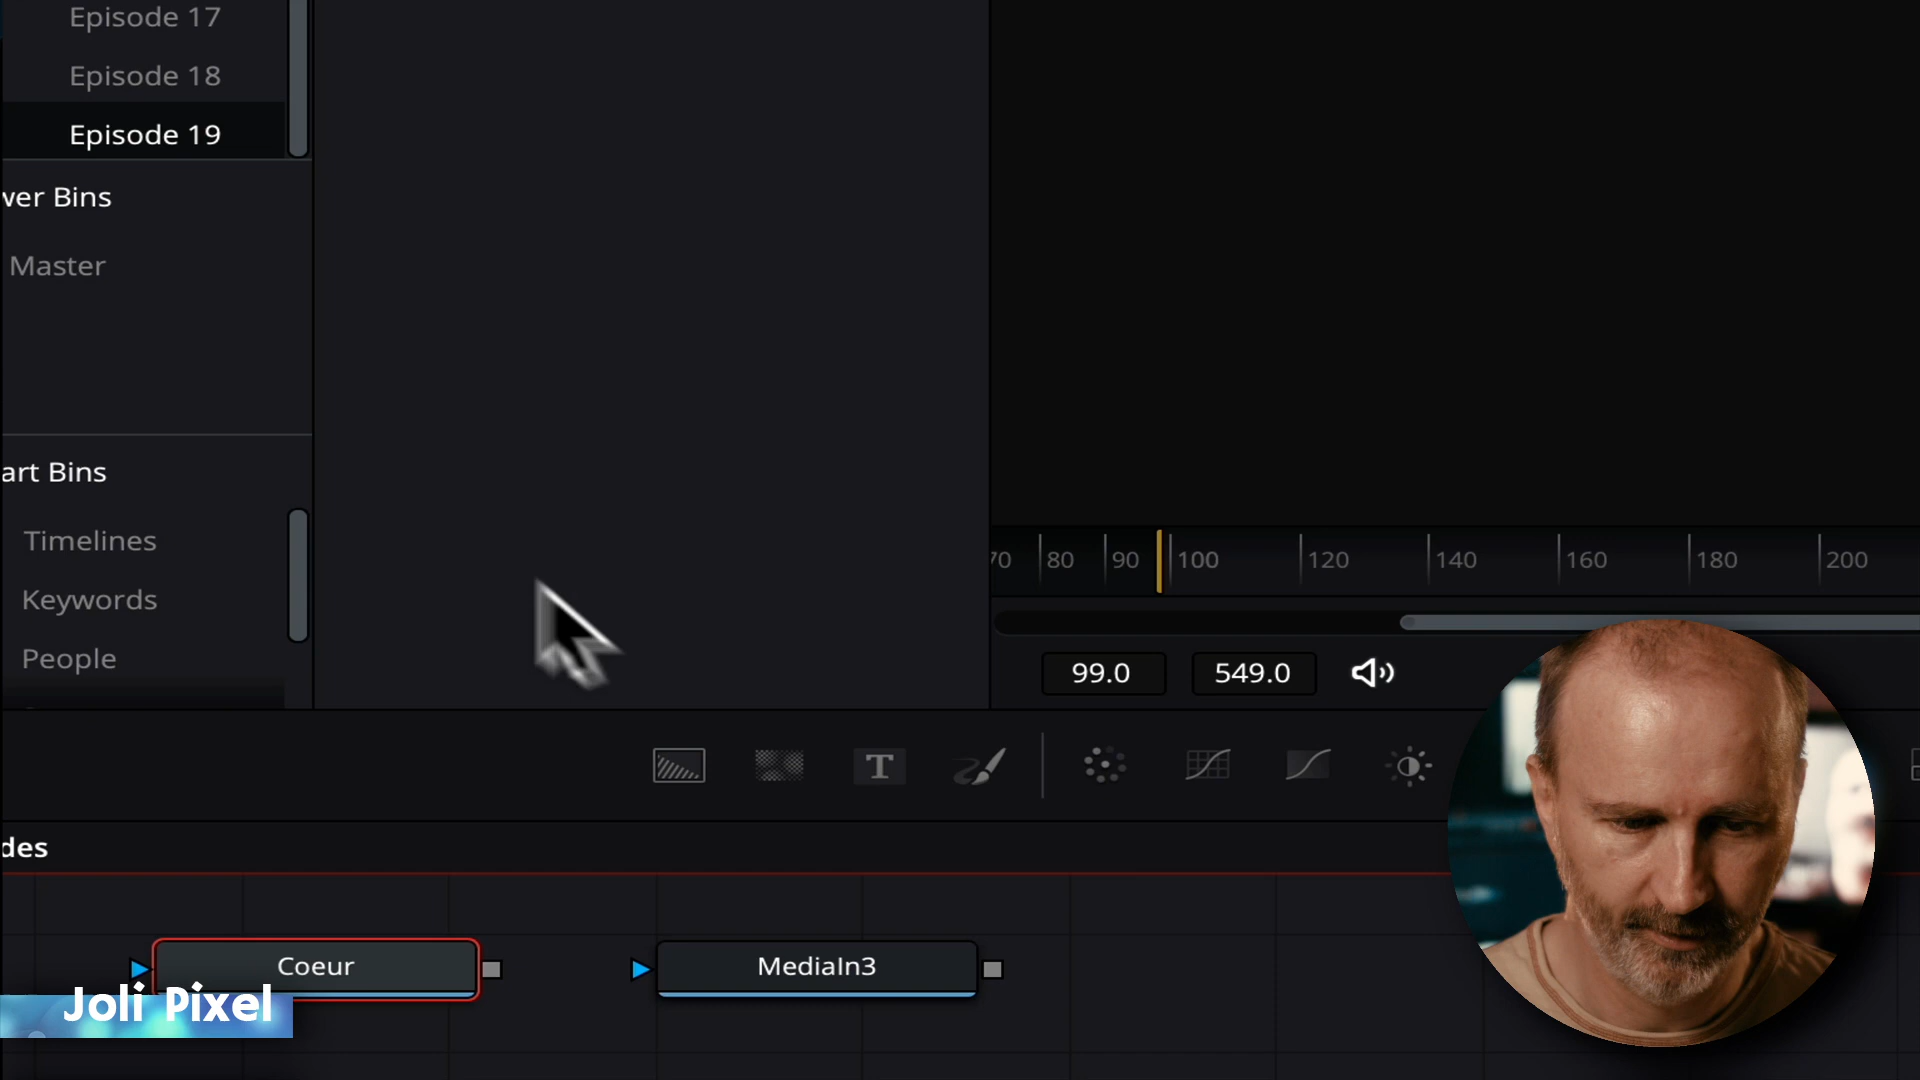 Episode 17
Episode 18
Episode 19
wer Bins
Master
art Bins
Timelines
Keywords
People
70 80 90 100 120 140 160 180 200
99.0 549.0
T
des
Coeur MediaIn3
Joli Pixel